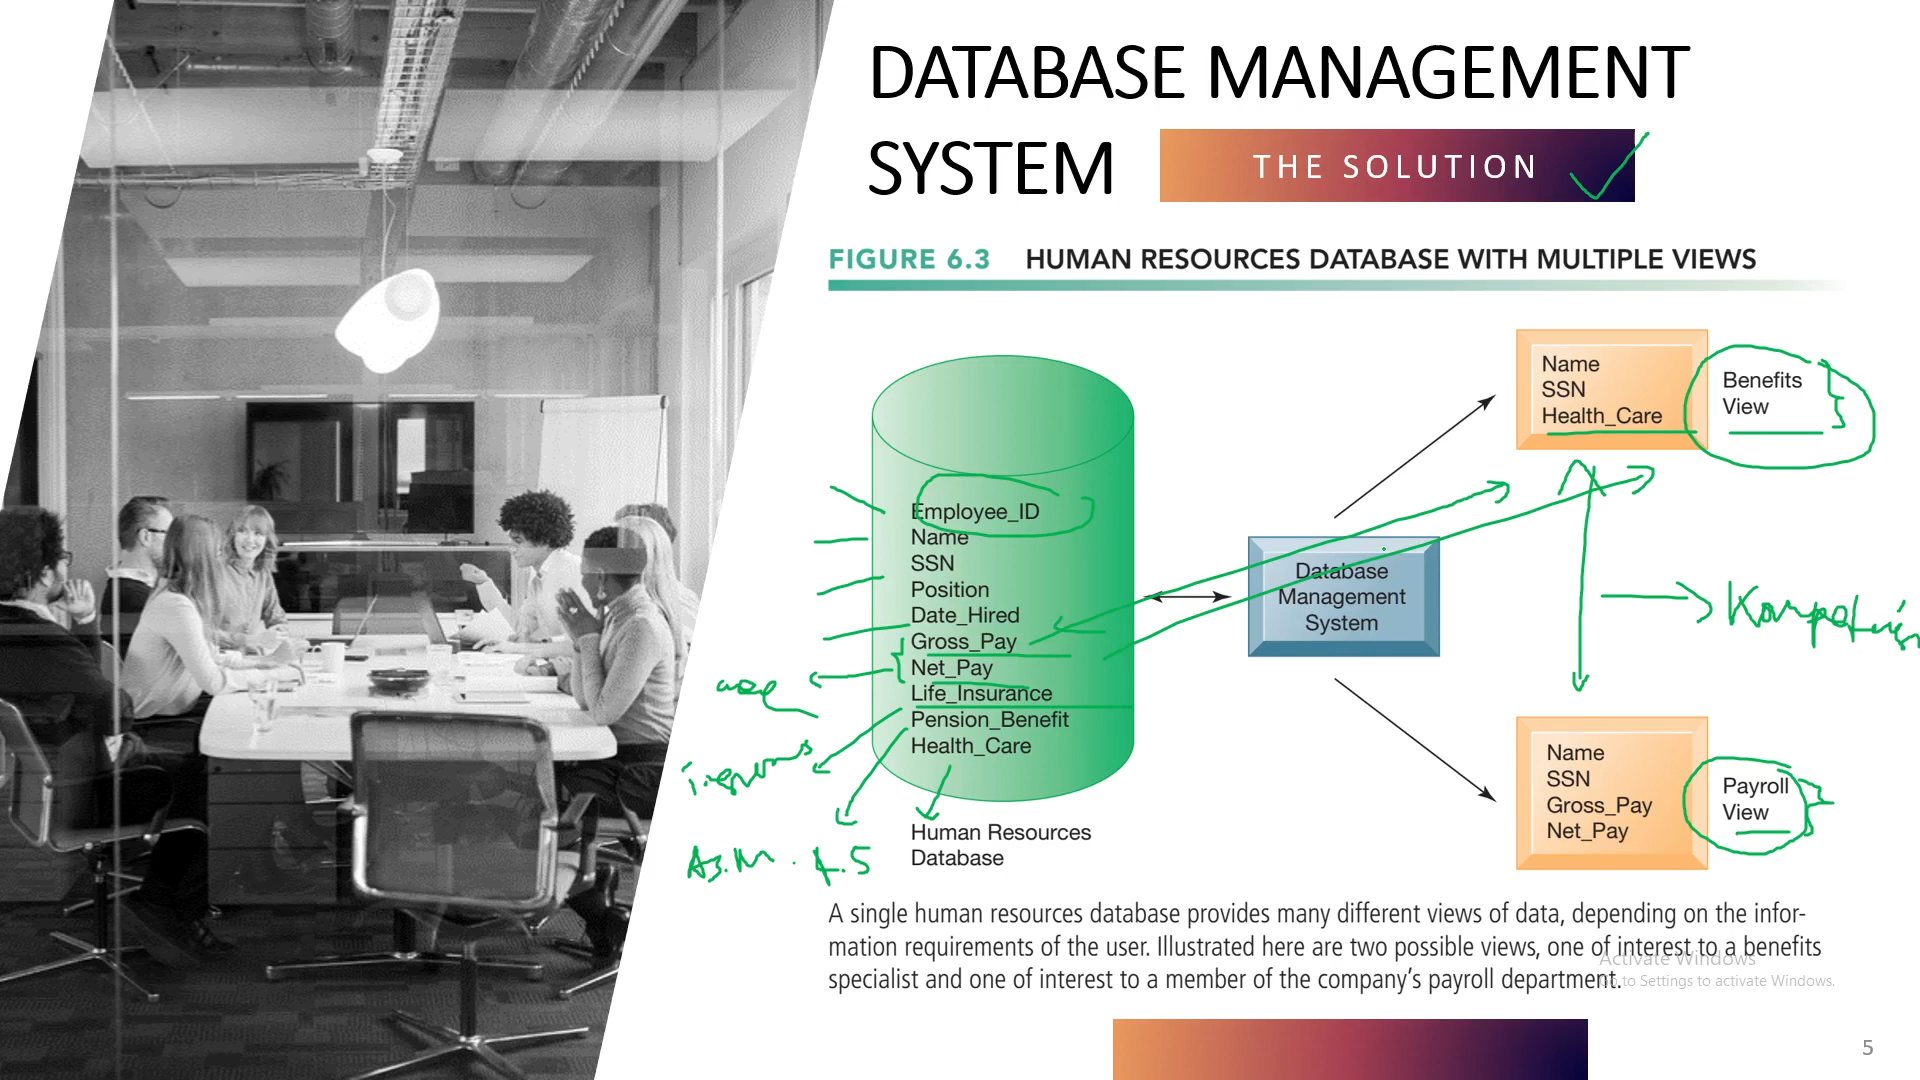 DATABASE MANAGEMENT
SYSTEM
THE SOLUTION
FIGURE 6.3 HUMAN RESOURCES DATABASE WITH MULTIPLE VIEWS
Employee_ID
Name
SSN
Position
Date_Hired
Gross_Pay
Net_Pay
Life_Insurance
Pension_Benefit
Health_Care
Human Resources
Database
Database
Management
System
Name
SSN
Health_Care
Benefits
View
Name
SSN
Gross_Pay
Net_Pay
Payroll
View
A single human resources database provides many different views of data, depending on the infor-
mation requirements of the user. Illustrated here are two possible views, one of interest to a benefits
specialist and one of interest to a member of the company's payroll department.
Activate Windows
Go to Settings to activate Windows.
5